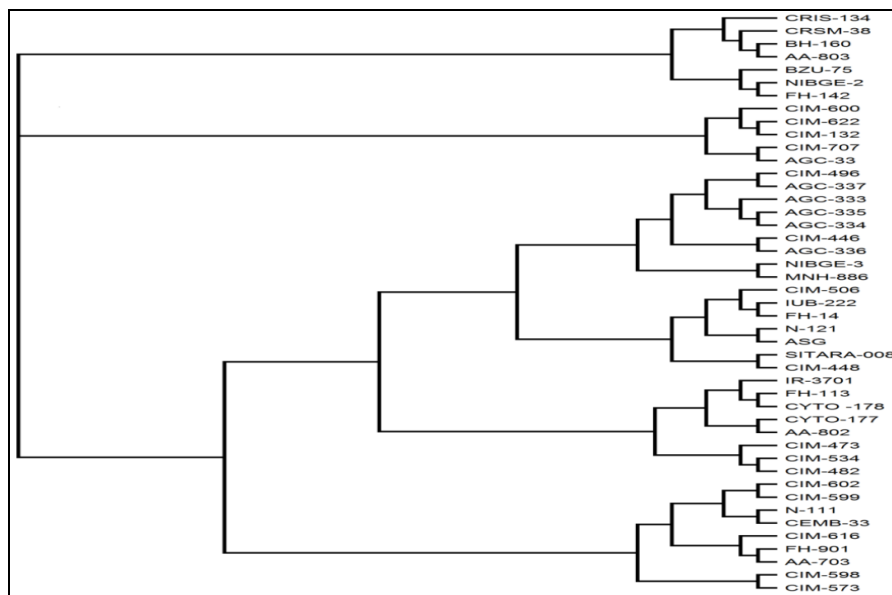 CRIS-134
CRSM-38
BH-160
AA-803
BZU-75
NIBGE-2
FH-142
CIM-600
CIM-622
CIM-132
CIM-707
AGC-33
CIM-496
AGC-337
AGC-333
AGC-335
AGC-334
CIM-446
AGC-336
NIBGE-3
MNH-886
CIM-506
IUB-222
FH-14
N-121
ASG
SITARA-008
CIM-448
IR-3701
FH-113
CYTO -178
CYTO-177
AA-802
CIM-473
CIM-534
CIM-482
CIM-602
CIM-599
N-111
CEMB-33
CIM-616
FH-901
AA-703
CIM-598
CIM-573